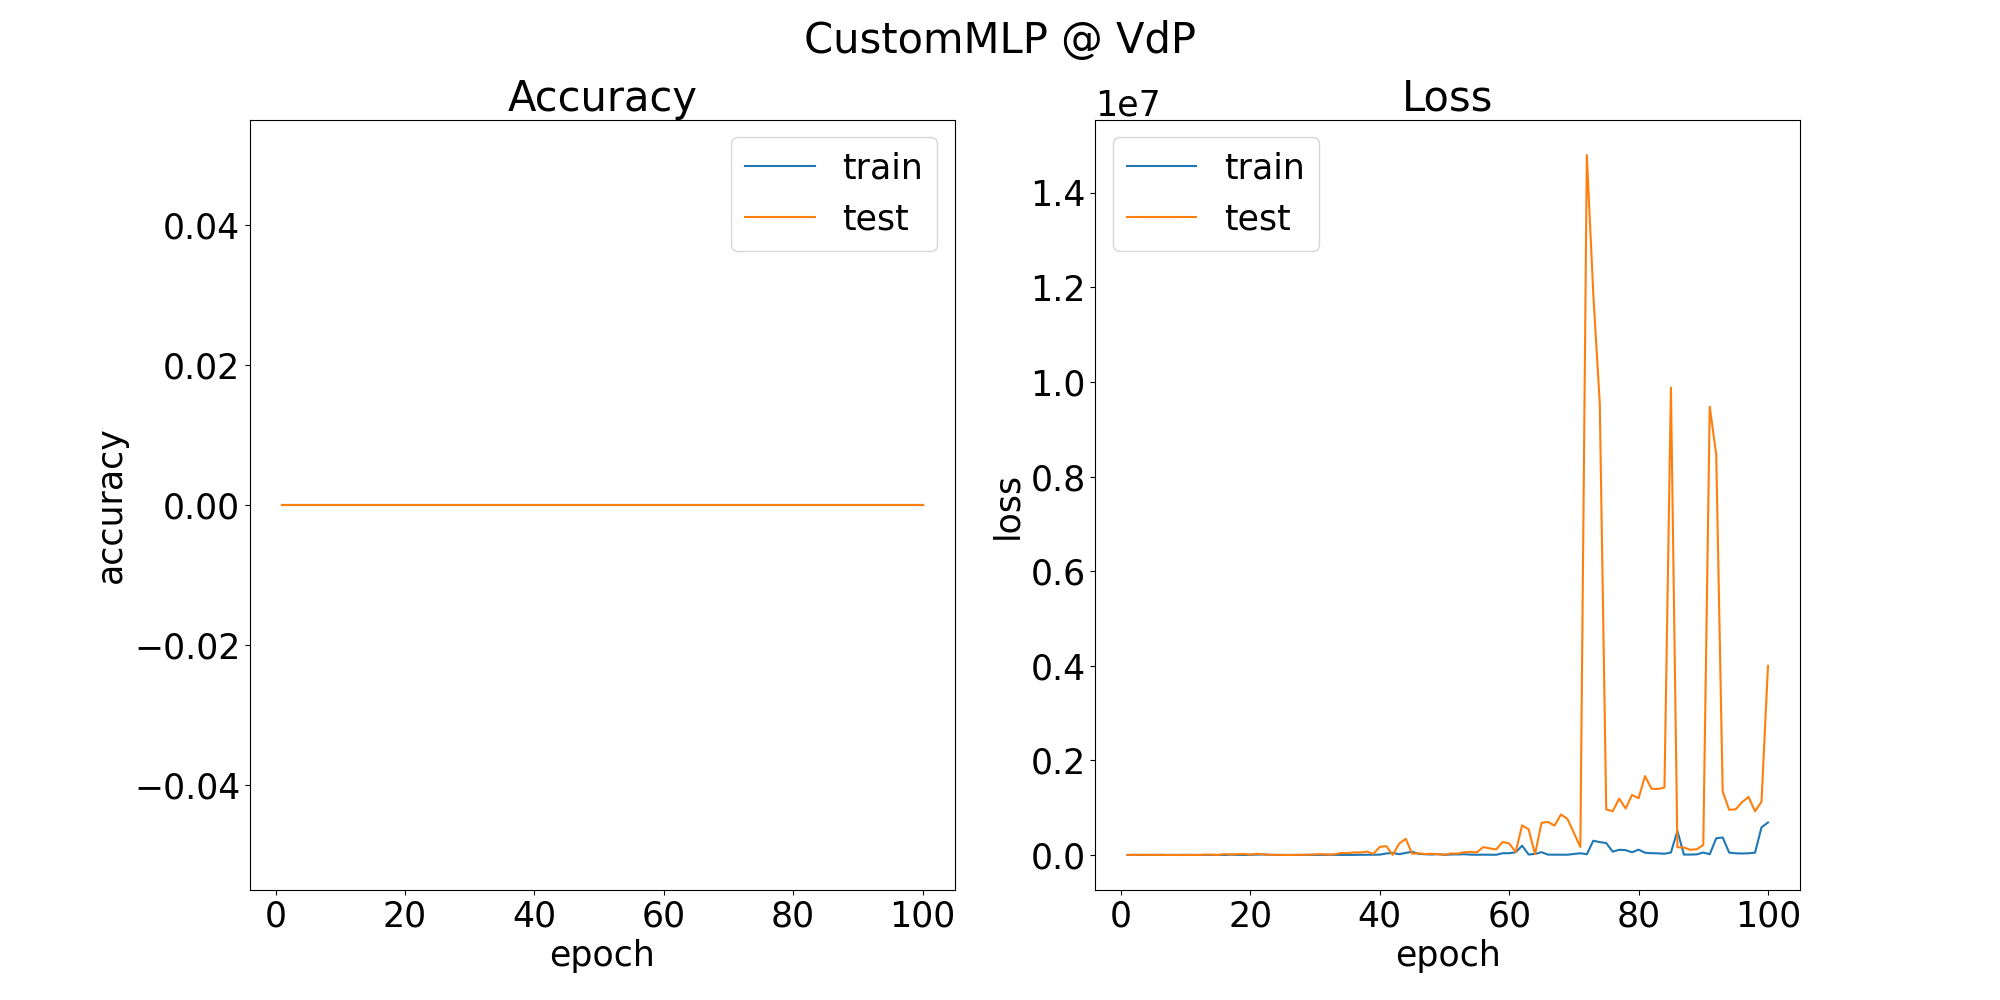 CustomMLP @ VdP
Accuracy
train
test
0.04
0.02
0.00
−0.02
−0.04
accuracy
0 20 40 60 80 100
epoch
Loss
1e7
train
test
1.4
1.2
1.0
0.8
0.6
0.4
0.2
0.0
loss
0 20 40 60 80 100
epoch